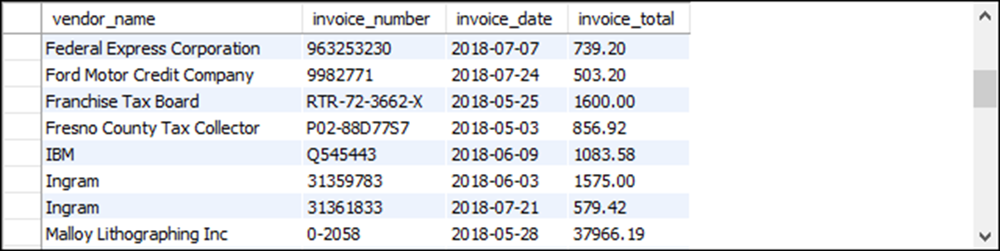 vendor_name invoice_number invoice_date invoice_total
Federal Express Corporation 963253230 2018-07-07 739.20
Ford Motor Credit Company 9982771 2018-07-24 503.20
Franchise Tax Board RTR-72-3662-X 2018-05-25 1600.00
Fresno County Tax Collector P02-88D77S7 2018-05-03 856.92
IBM Q545443 2018-06-09 1083.58
Ingram 31359783 2018-06-03 1575.00
Ingram 31361833 2018-07-21 579.42
Malloy Lithographing Inc 0-2058 2018-05-28 37966.19